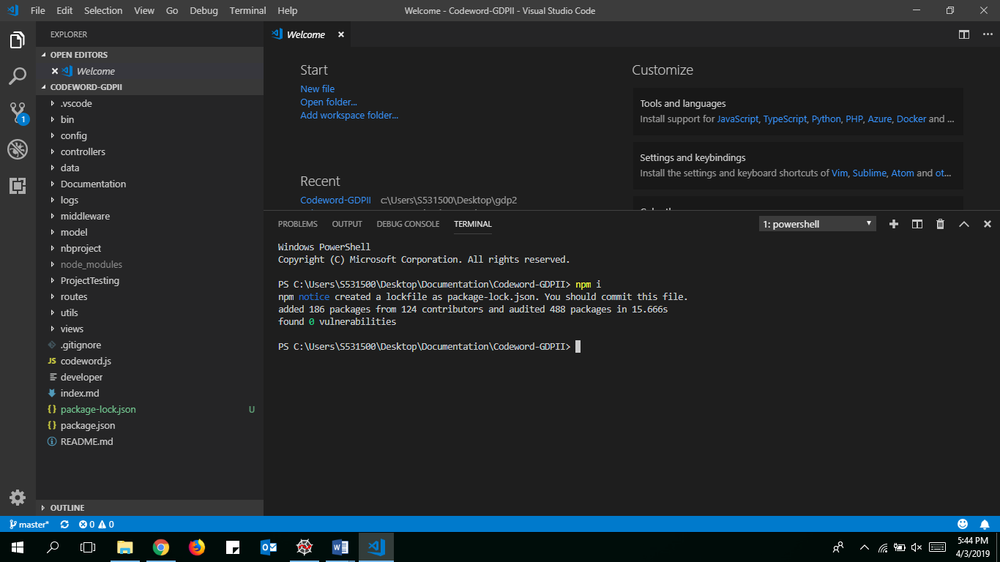 File Edit Selection View Go Debug Terminal Help
Welcome - Codeword-GDPII - Visual Studio Code
EXPLORER
OPEN EDITORS
Welcome
CODEWORD-GDPII
.vscode
bin
config
controllers
data
Documentation
logs
middleware
model
nbproject
node_modules
ProjectTesting
routes
utils
views
.gitignore
JS codeword.js
developer
index.md
{} package-lock.json U
{} package.json
README.md
OUTLINE
1
Welcome
Start
New file
Open folder...
Add workspace folder...
Recent
Codeword-GDPII c:\Users\S531500\Desktop\gdp2
Customize
Tools and languages
Install support for JavaScript, TypeScript, Python, PHP, Azure, Docker and ...
Settings and keybindings
Install the settings and keyboard shortcuts of Vim, Sublime, Atom and ot...
PROBLEMS OUTPUT DEBUG CONSOLE TERMINAL
1: powershell
Windows PowerShell
Copyright (C) Microsoft Corporation. All rights reserved.
PS C:\Users\S531500\Desktop\Documentation\Codeword-GDPII> npm i
npm notice created a lockfile as package-lock.json. You should commit this file.
added 186 packages from 124 contributors and audited 488 packages in 15.666s
found 0 vulnerabilities
PS C:\Users\S531500\Desktop\Documentation\Codeword-GDPII>
master* 0 0
5:44 PM
4/3/2019